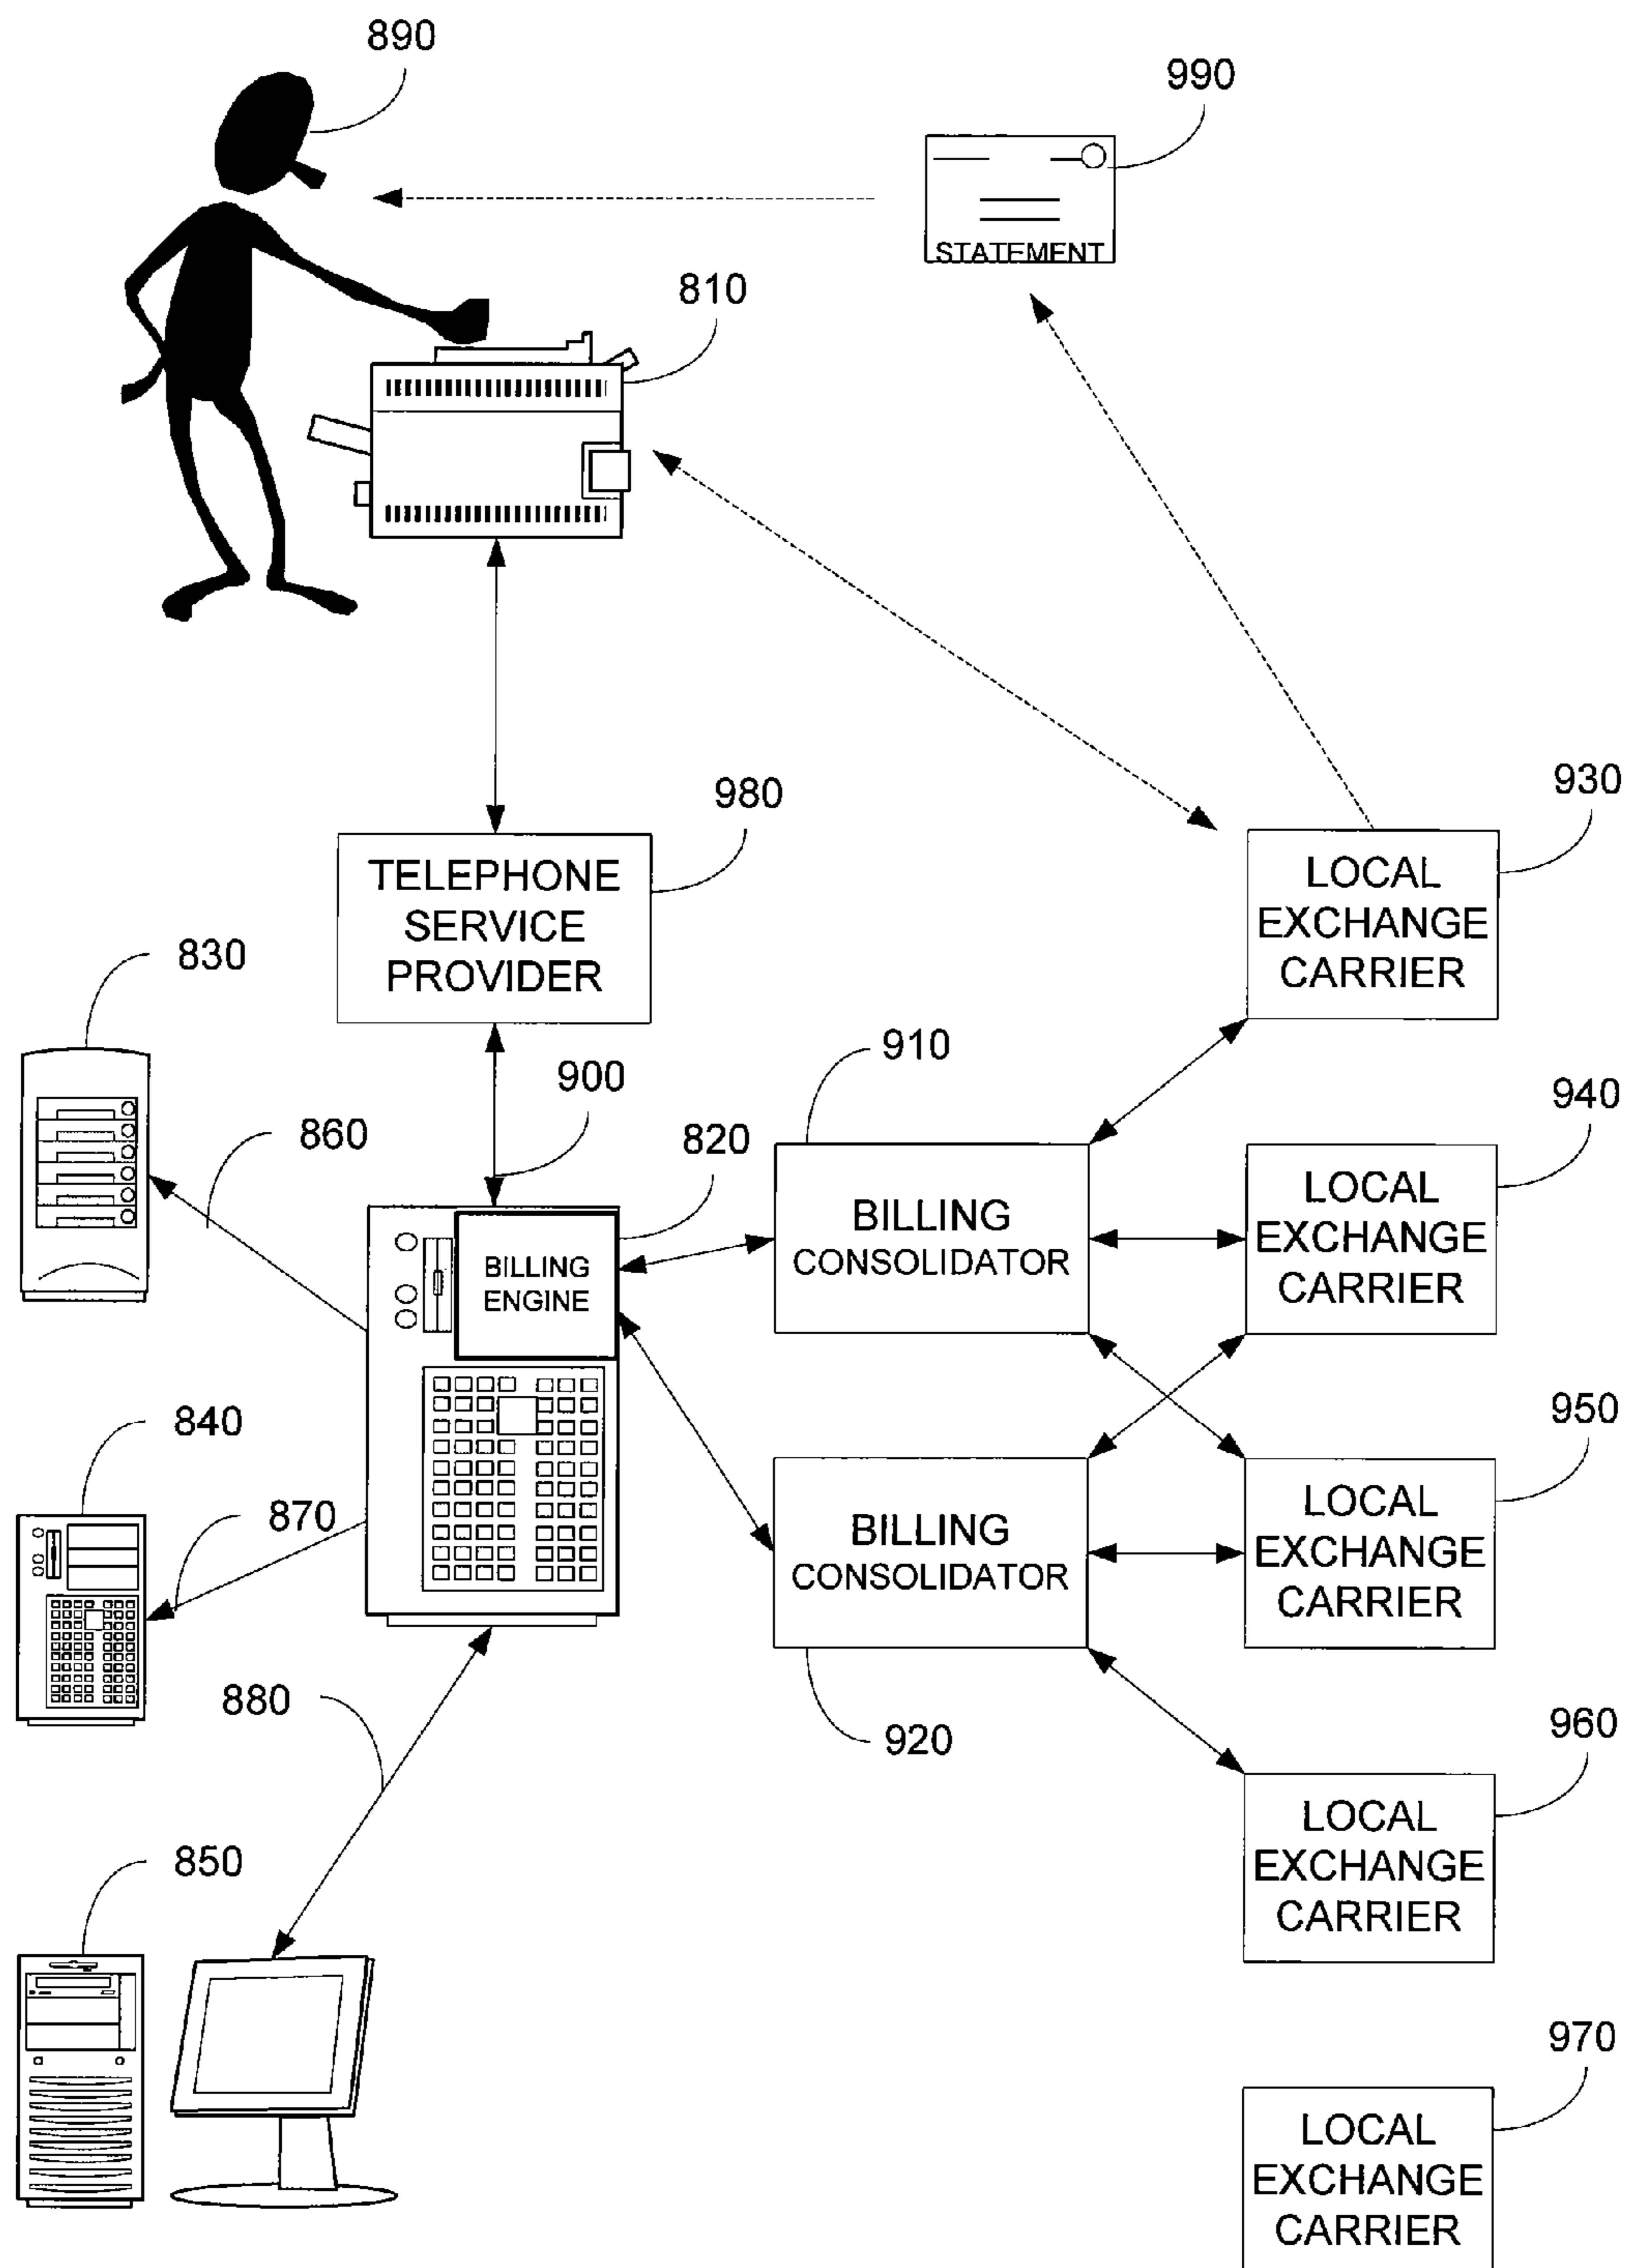 890
990
STATEMENT
810
930
980
LOCAL
EXCHANGE
CARRIER
TELEPHONE
SERVICE
PROVIDER
830
910
900
940
860
820
BILLING
CONSOLIDATOR
LOCAL
EXCHANGE
CARRIER
BILLING
ENGINE
950
840
870
BILLING
CONSOLIDATOR
LOCAL
EXCHANGE
CARRIER
880
920
960
LOCAL
EXCHANGE
CARRIER
850
970
LOCAL
EXCHANGE
CARRIER